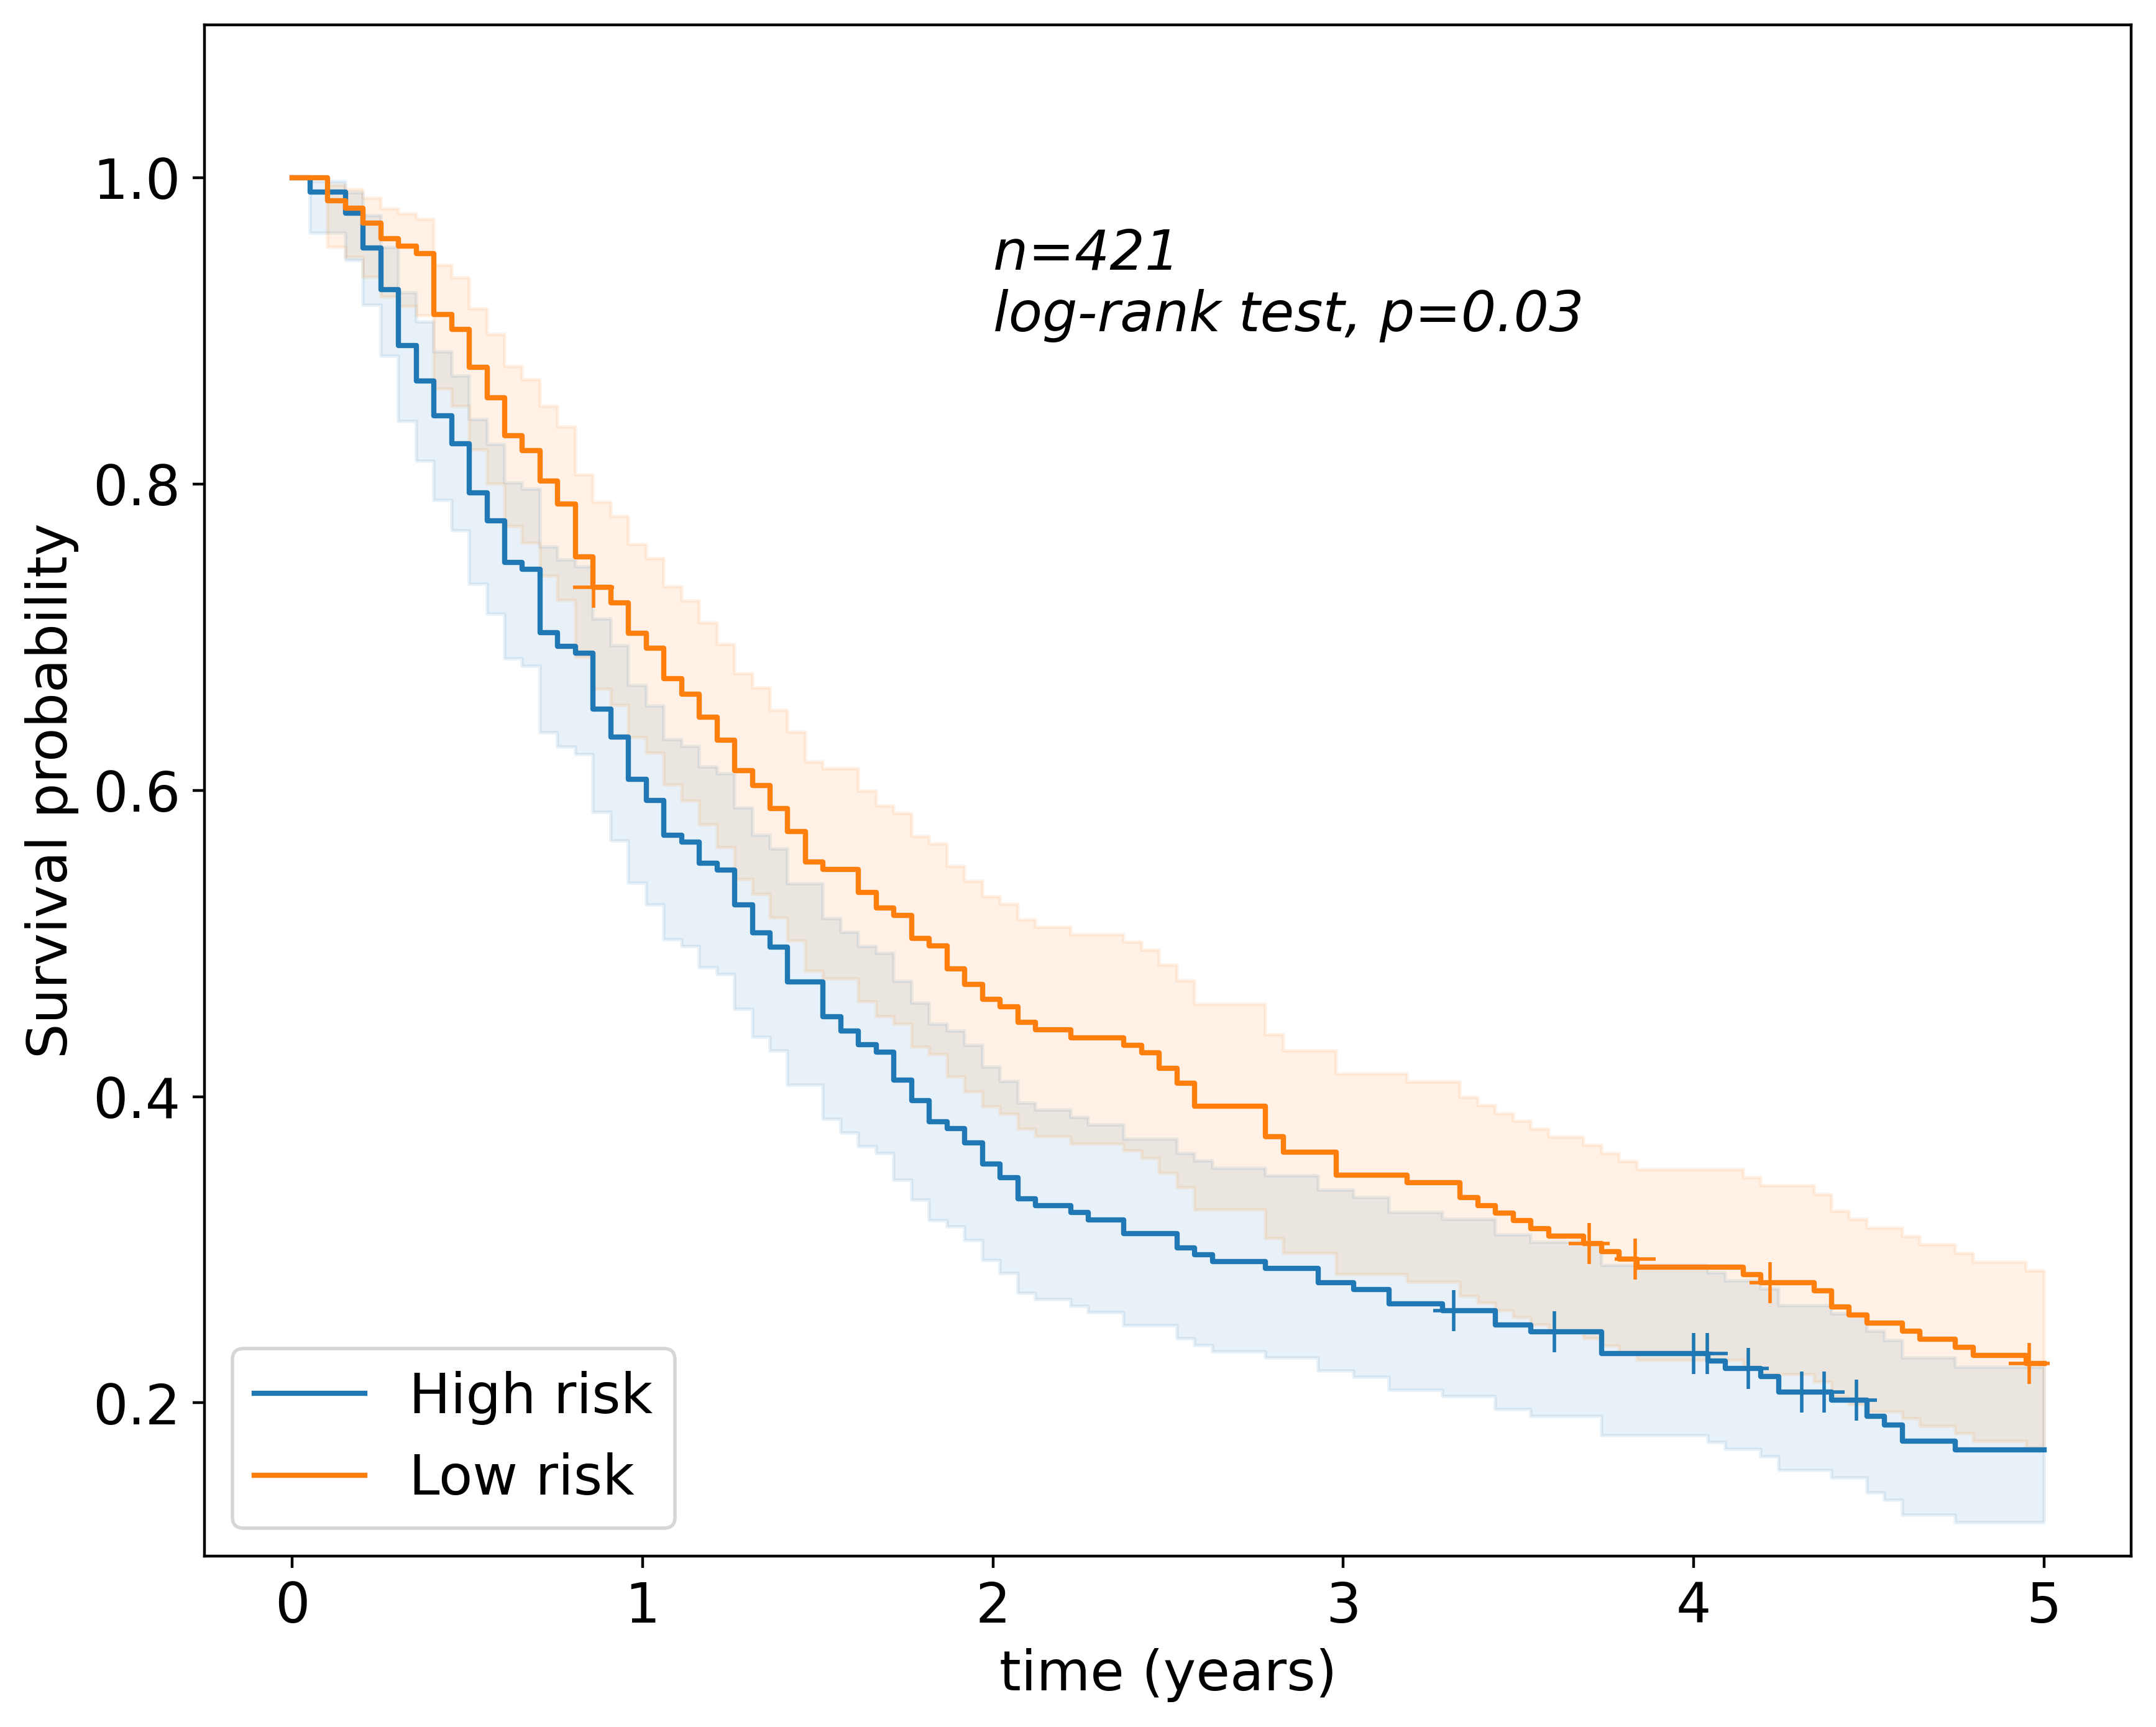 n=421
log-rank test, p=0.03
Survival probability
1.0
0.8
0.6
0.4
0.2
High risk
Low risk
0 1 2 3 4 5
time (years)